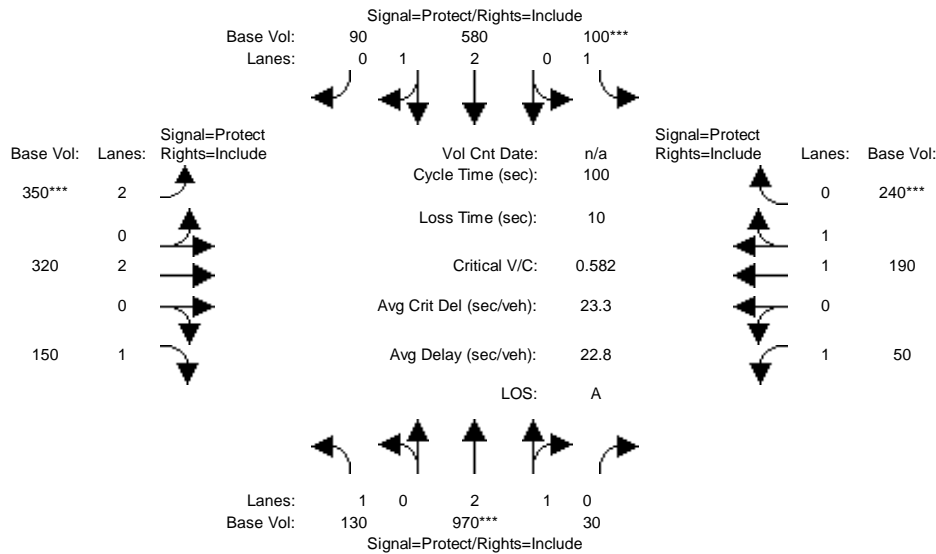 Signal=Protect/Rights=Include
Base Vol: 90 580 100***
Lanes: 0 1 2 0 1
Signal=Protect
Rights=Include
Base Vol: Lanes:
350*** 2
0
320 2
0
150 1
Vol Cnt Date: n/a
Cycle Time (sec): 100
Loss Time (sec): 10
Critical V/C: 0.582
Avg Crit Del (sec/veh): 23.3
Avg Delay (sec/veh): 22.8
LOS: A
Signal=Protect
Rights=Include
Lanes: Base Vol:
0 240***
1
1 190
0
1 50
Lanes: 1 0 2 1 0
Base Vol: 130 970*** 30
Signal=Protect/Rights=Include